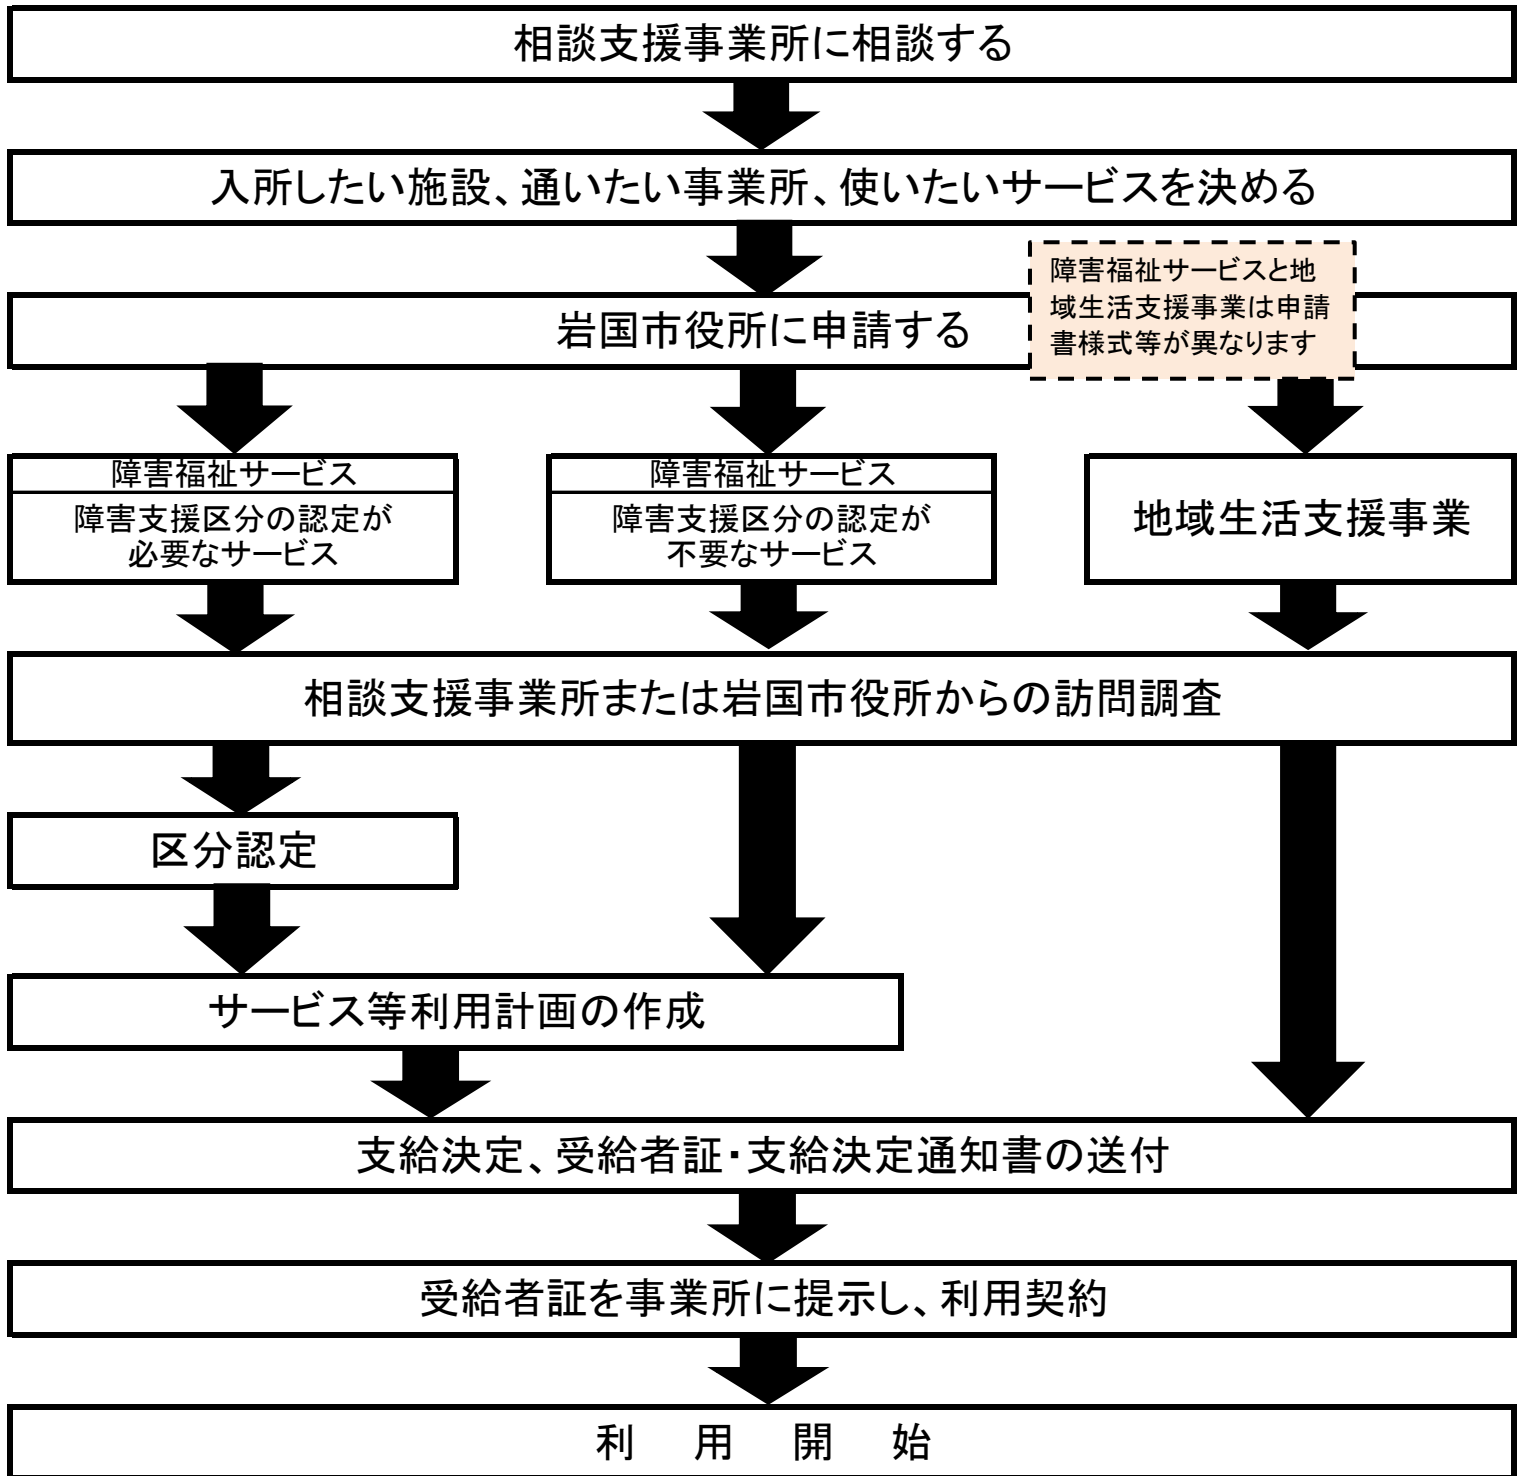 相談支援事業所に相談する
入所したい施設、通いたい事業所、使いたいサービスを決める
障害福祉サービスと地
域生活支援事業は申請
書様式等が異なります
岩国市役所に申請する
障害福祉サービス
障害支援区分の認定が
必要なサービス
障害福祉サービス
障害支援区分の認定が
不要なサービス
地域生活支援事業
相談支援事業所または岩国市役所からの訪問調査
区分認定
サービス等利用計画の作成
支給決定、受給者証・支給決定通知書の送付
受給者証を事業所に提示し、利用契約
利　用　開　始